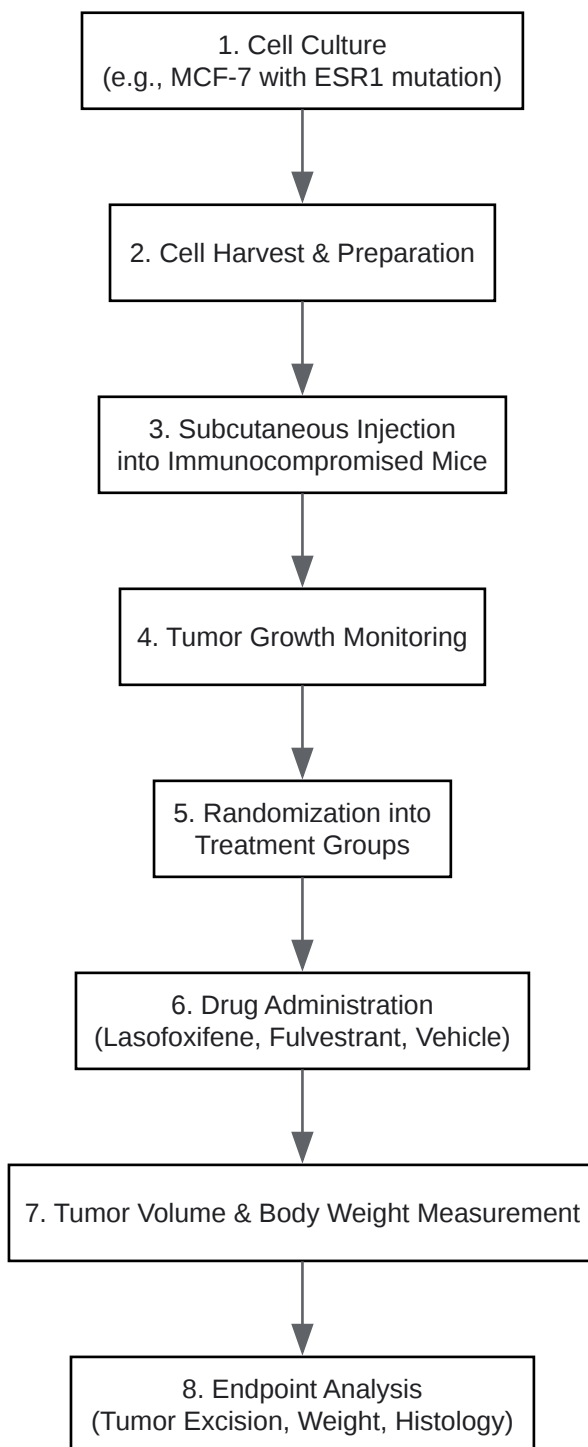 1. Cell Culture
(e.g., MCF-7 with ESR1 mutation)
2. Cell Harvest & Preparation
3. Subcutaneous Injection
into Immunocompromised Mice
4. Tumor Growth Monitoring
5. Randomization into
Treatment Groups
6. Drug Administration
(Lasofoxifene, Fulvestrant, Vehicle)
7. Tumor Volume & Body Weight Measurement
8. Endpoint Analysis
(Tumor Excision, Weight, Histology)